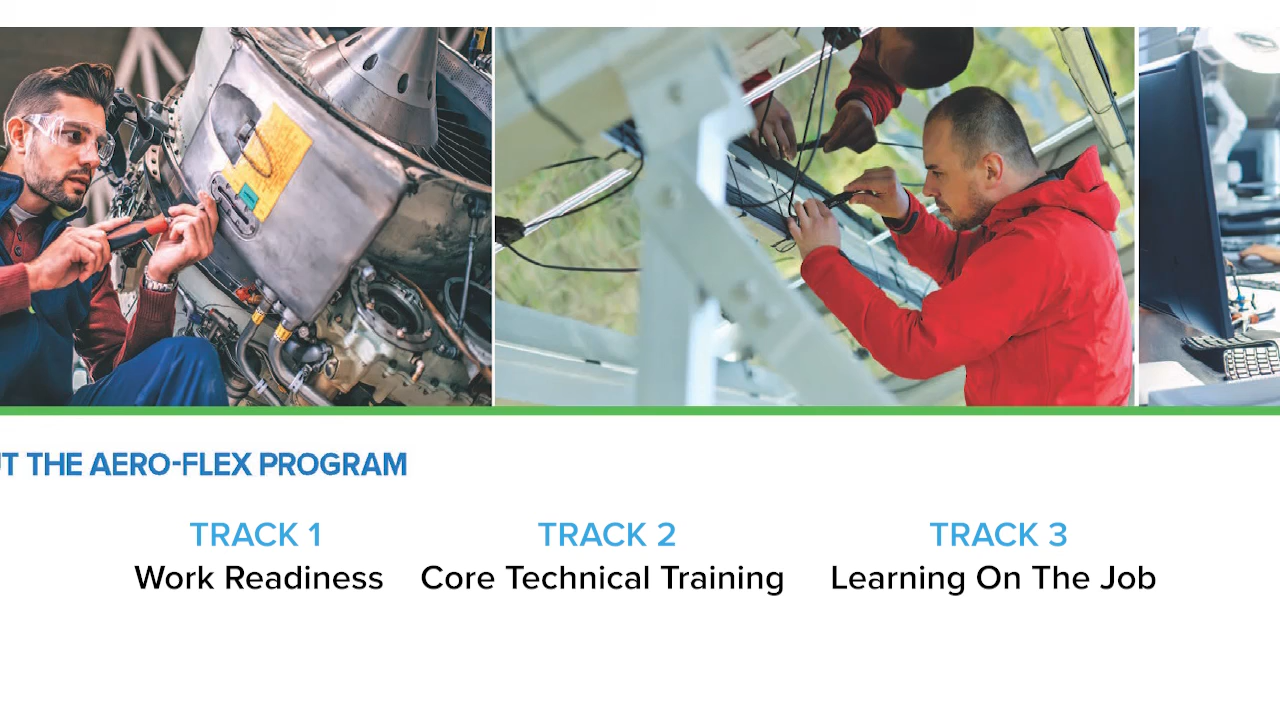 THE AERO-FLEX PROGRAM
TRACK 1
Work Readiness
TRACK 2
Core Technical Training
TRACK 3
Learning On The Job